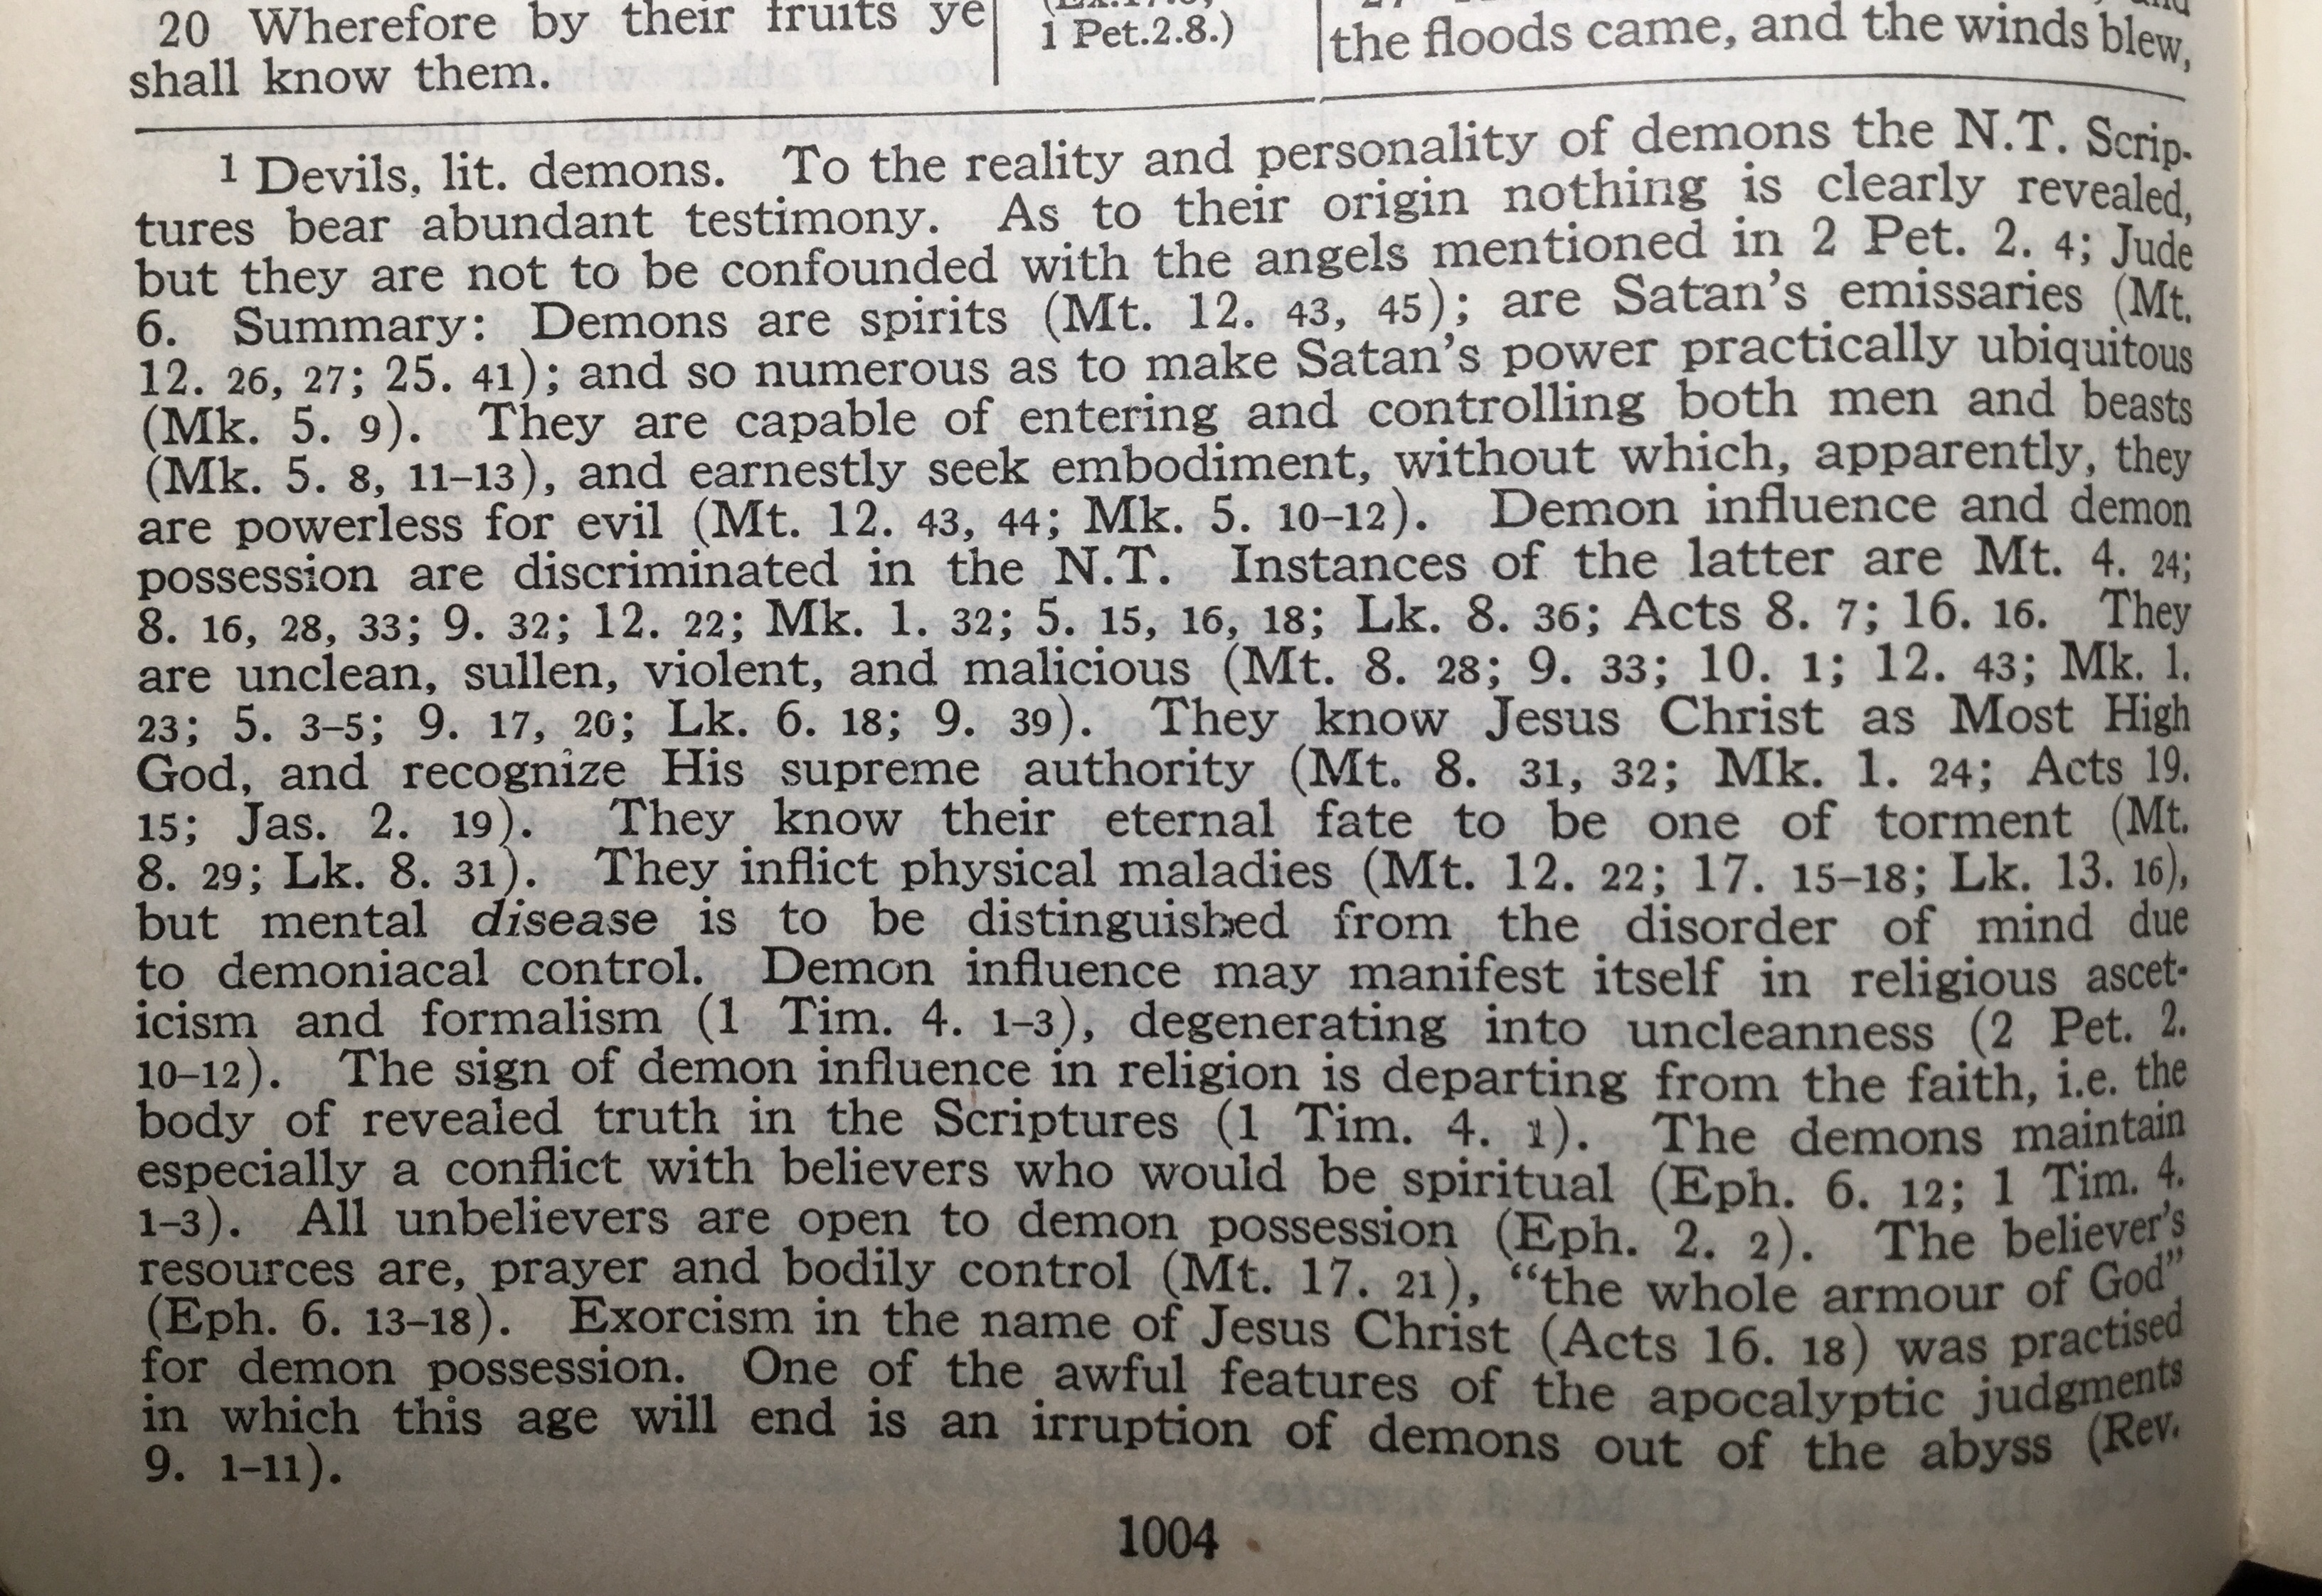 20 Wherefore by their fruits ye
shall know them.
1 Pet.2.8.)
the floods came, and the winds blew,
1 Devils, lit. demons. To the reality and personality of demons the N.T. Scrip-
tures bear abundant testimony. As to their origin nothing is clearly revealed,
but they are not to be confounded with the angels mentioned in 2 Pet. 2. 4; Jude
6. Summary: Demons are spirits (Mt. 12. 43, 45); are Satan's emissaries (Mt.
12. 26, 27; 25. 41); and so numerous as to make Satan's power practically ubiquitous
(Mk. 5. 9). They are capable of entering and controlling both men and beasts
(Mk. 5. 8, 11–13), and earnestly seek embodiment, without which, apparently, they
are powerless for evil (Mt. 12. 43, 44; Mk. 5. 10–12). Demon influence and demon
possession are discriminated in the N.T. Instances of the latter are Mt. 4. 24;
8. 16, 28, 33; 9. 32; 12. 22; Mk. 1. 32; 5. 15, 16, 18; Lk. 8. 36; Acts 8. 7; 16. 16. They
are unclean, sullen, violent, and malicious (Mt. 8. 28; 9. 33; 10. 1; 12. 43; Mk. 1.
23; 5. 3–5; 9. 17, 20; Lk. 6. 18; 9. 39). They know Jesus Christ as Most High
God, and recognize His supreme authority (Mt. 8. 31, 32; Mk. 1. 24; Acts 19.
15; Jas. 2. 19). They know their eternal fate to be one of torment (Mt.
8. 29; Lk. 8. 31). They inflict physical maladies (Mt. 12. 22; 17. 15–18; Lk. 13. 16),
but mental disease is to be distinguished from the disorder of mind due
to demoniacal control. Demon influence may manifest itself in religious ascet-
icism and formalism (1 Tim. 4. 1–3), degenerating into uncleanness (2 Pet. 2.
10–12). The sign of demon influence in religion is departing from the faith, i.e. the
body of revealed truth in the Scriptures (1 Tim. 4. 1). The demons maintain
especially a conflict with believers who would be spiritual (Eph. 6. 12; 1 Tim. 4.
1–3). All unbelievers are open to demon possession (Eph. 2. 2). The believer's
resources are, prayer and bodily control (Mt. 17. 21), "the whole armour of God"
(Eph. 6. 13–18). Exorcism in the name of Jesus Christ (Acts 16. 18) was practised
for demon possession. One of the awful features of the apocalyptic judgments
in which this age will end is an irruption of demons out of the abyss (Rev.
9. 1–11).
1004